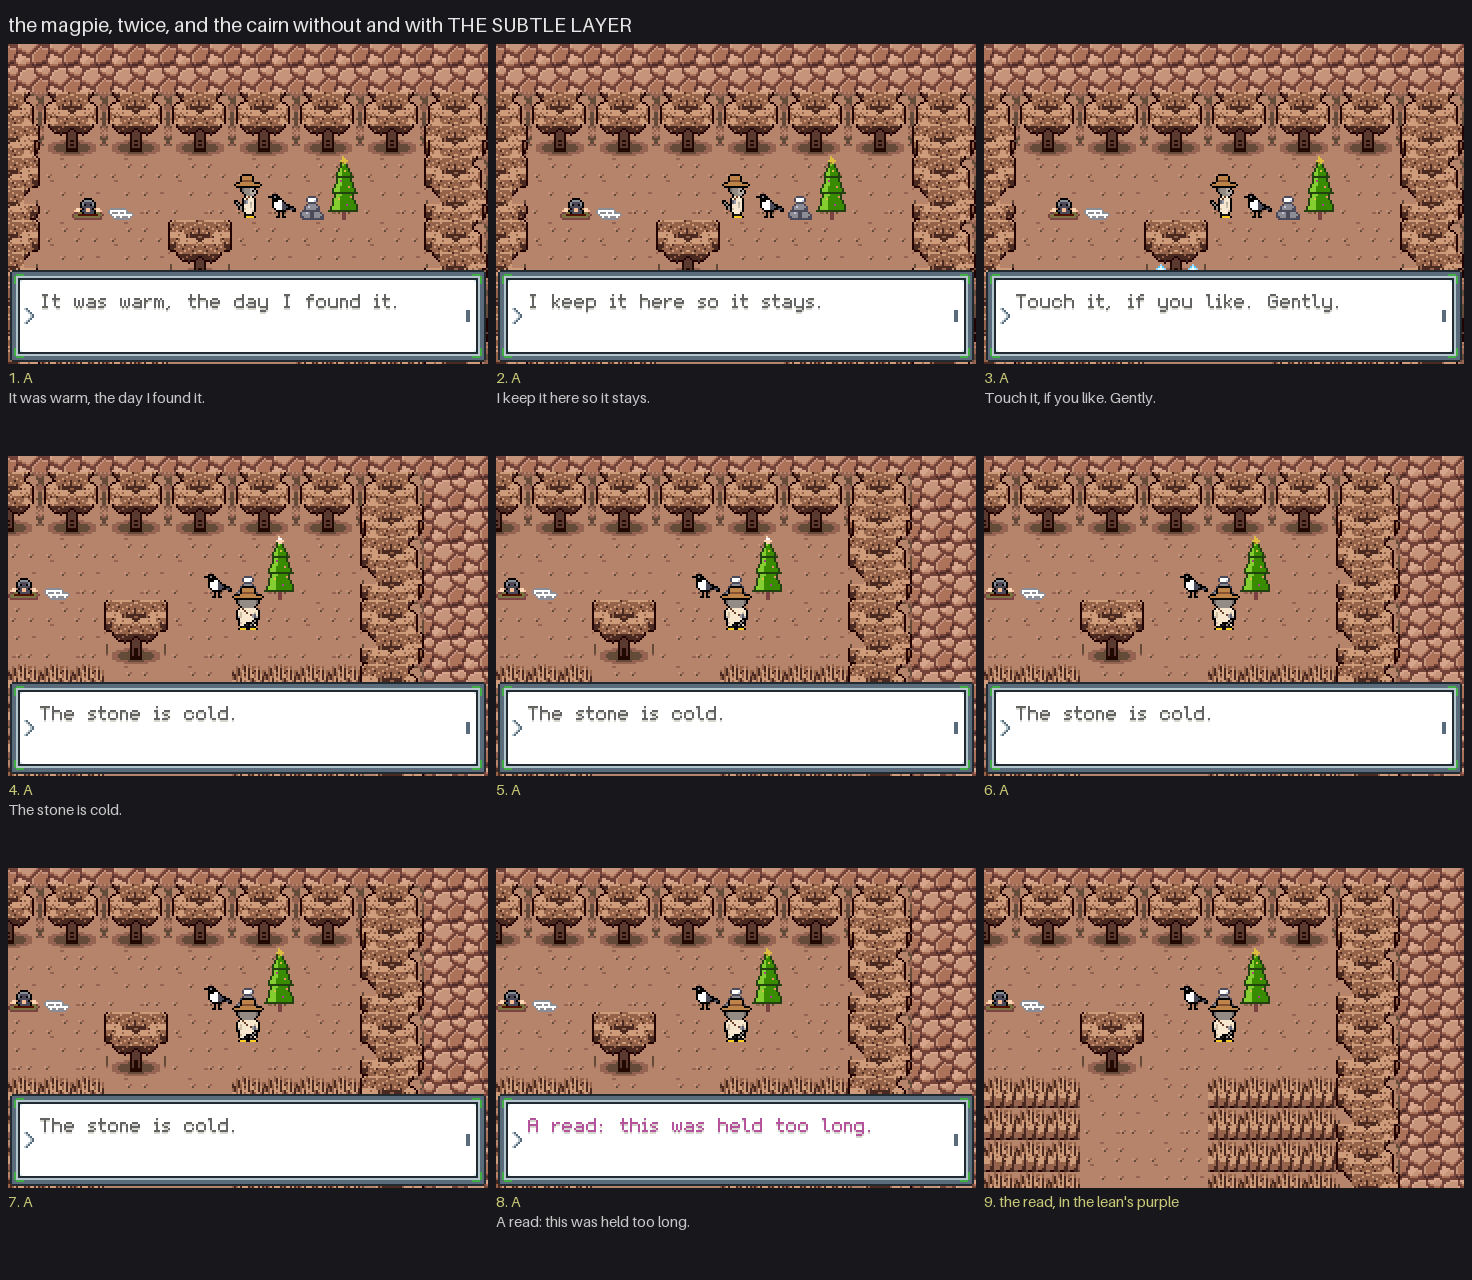 the magpie, twice, and the cairn without and with THE SUBTLE LAYER
It was warm, the day I found it.
I keep it here so it stays.
Touch it, if you like. Gently.
1. A
It was warm, the day I found it.
2. A
I keep it here so it stays.
3. A
Touch it, if you like. Gently.
The stone is cold.
The stone is cold.
The stone is cold.
4. A
The stone is cold.
5. A
6. A
The stone is cold.
A read: this was held too long.
7. A
8. A
A read: this was held too long.
9. the read, in the lean's purple